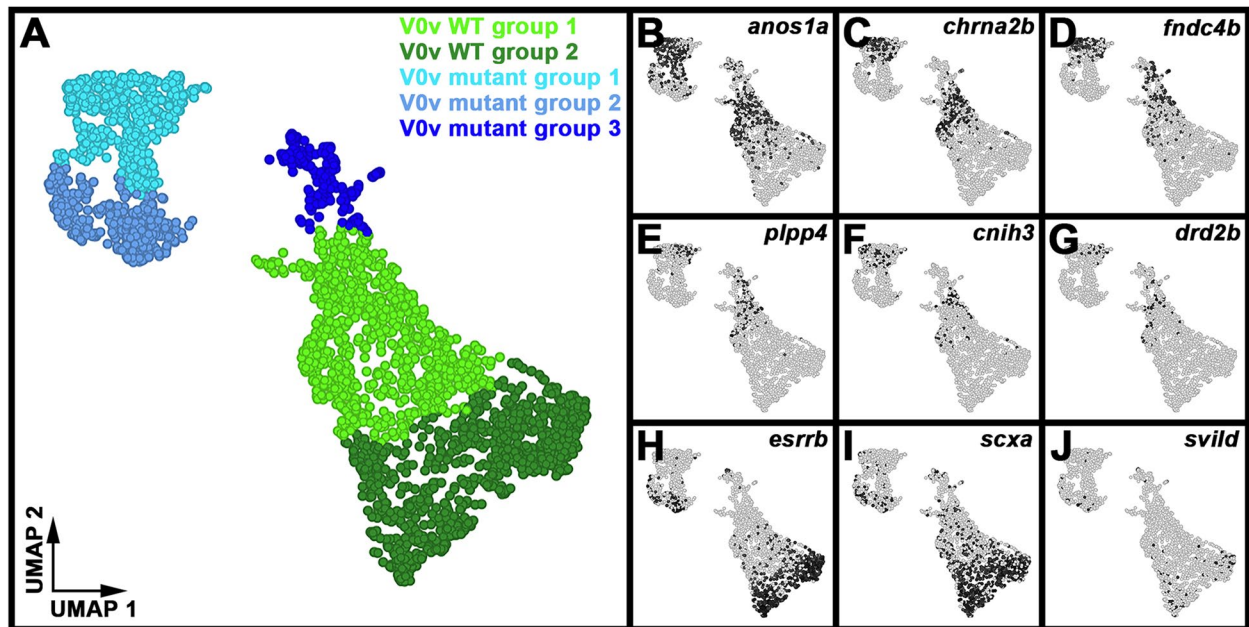 A
V0v WT group 1
V0v WT group 2
V0v mutant group 1
V0v mutant group 2
V0v mutant group 3
UMAP 2
UMAP 1
B anos1a
C chrna2b
D fndc4b
E plpp4
F cnih3
G drd2b
H esrrb
I scxa
J svild